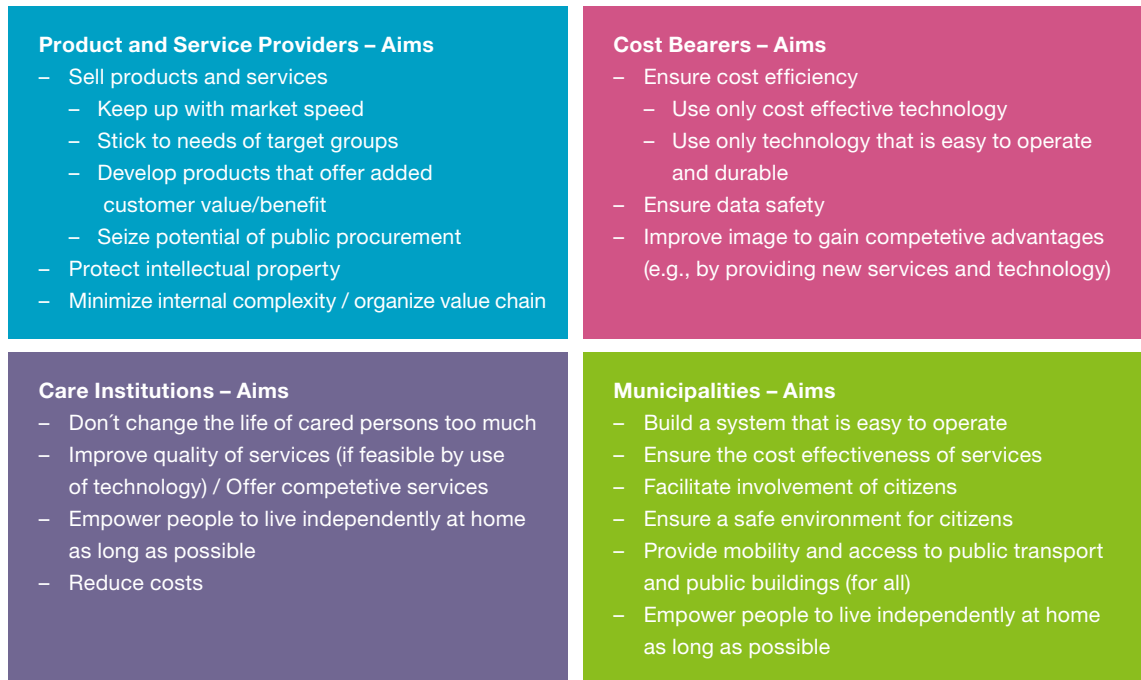 Product and Service Providers – Aims
– Sell products and services
– Keep up with market speed
– Stick to needs of target groups
– Develop products that offer added
customer value/benefit
– Seize potential of public procurement
– Protect intellectual property
– Minimize internal complexity / organize value chain
Cost Bearers – Aims
– Ensure cost efficiency
– Use only cost effective technology
– Use only technology that is easy to operate
and durable
– Ensure data safety
– Improve image to gain competetive advantages
(e.g., by providing new services and technology)
Care Institutions – Aims
– Don´t change the life of cared persons too much
– Improve quality of services (if feasible by use
of technology) / Offer competetive services
– Empower people to live independently at home
as long as possible
– Reduce costs
Municipalities – Aims
– Build a system that is easy to operate
– Ensure the cost effectiveness of services
– Facilitate involvement of citizens
– Ensure a safe environment for citizens
– Provide mobility and access to public transport
and public buildings (for all)
– Empower people to live independently at home
as long as possible